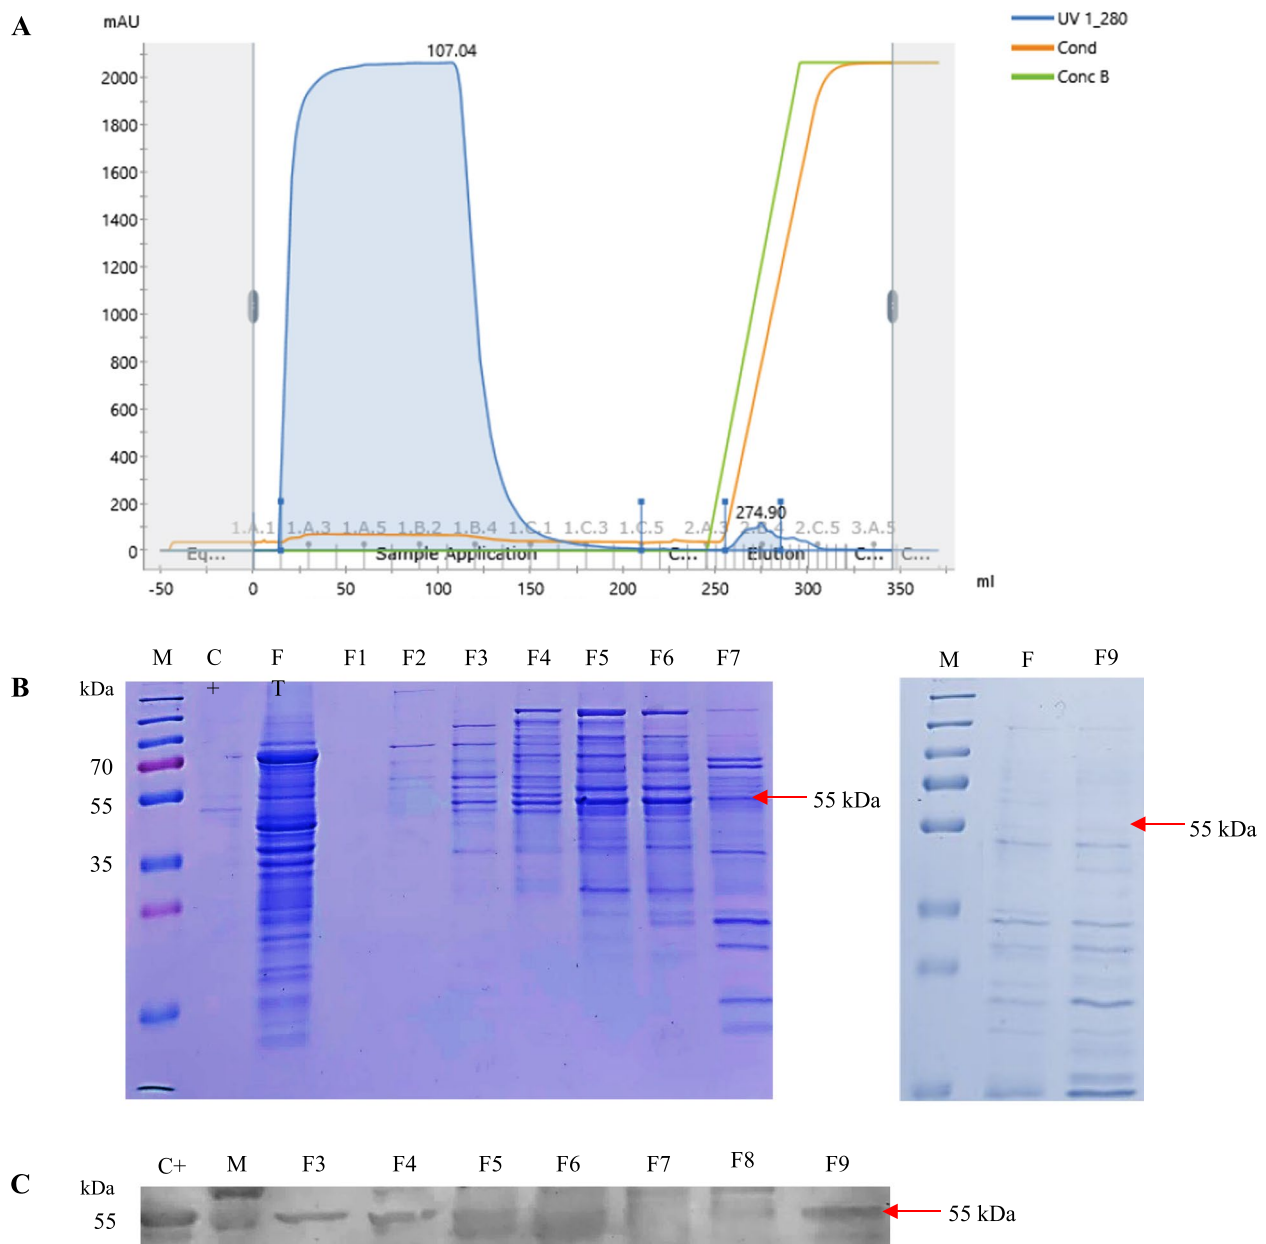 A
mAU
107.04
UV 1_280
Cond
Conc B
2000
1800
1600
1400
1200
1000
800
600
400
200
0
274.90
1.A.1 1.A.3 1.A.5 1.B.2 1.B.4 1.C.1 1.C.3 1.C.5 2.A.3 2.C.5 3.A.5
Eq... Sample Application C... Elution C... C...
-50 0 50 100 150 200 250 300 350 ml
B
kDa
M C+ FT F1 F2 F3 F4 F5 F6 F7
70
55
35
55 kDa
M F F9
55 kDa
C
kDa
C+ M F3 F4 F5 F6 F7 F8 F9
55
55 kDa